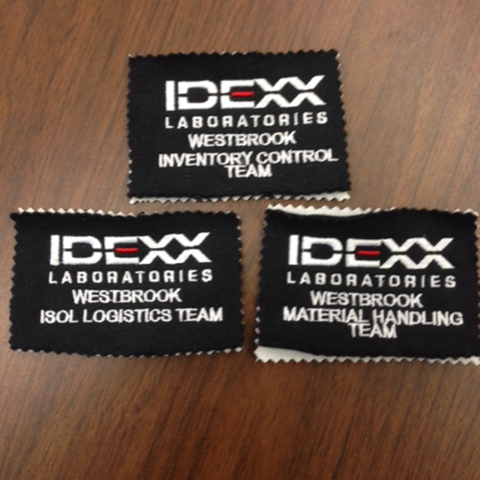 IDEXX
LABORATORIES
WESTBROOK
INVENTORY CONTROL
TEAM
IDEXX
LABORATORIES
WESTBROOK
ISOL LOGISTICS TEAM
IDEXX
LABORATORIES
WESTBROOK
MATERIAL HANDLING
TEAM